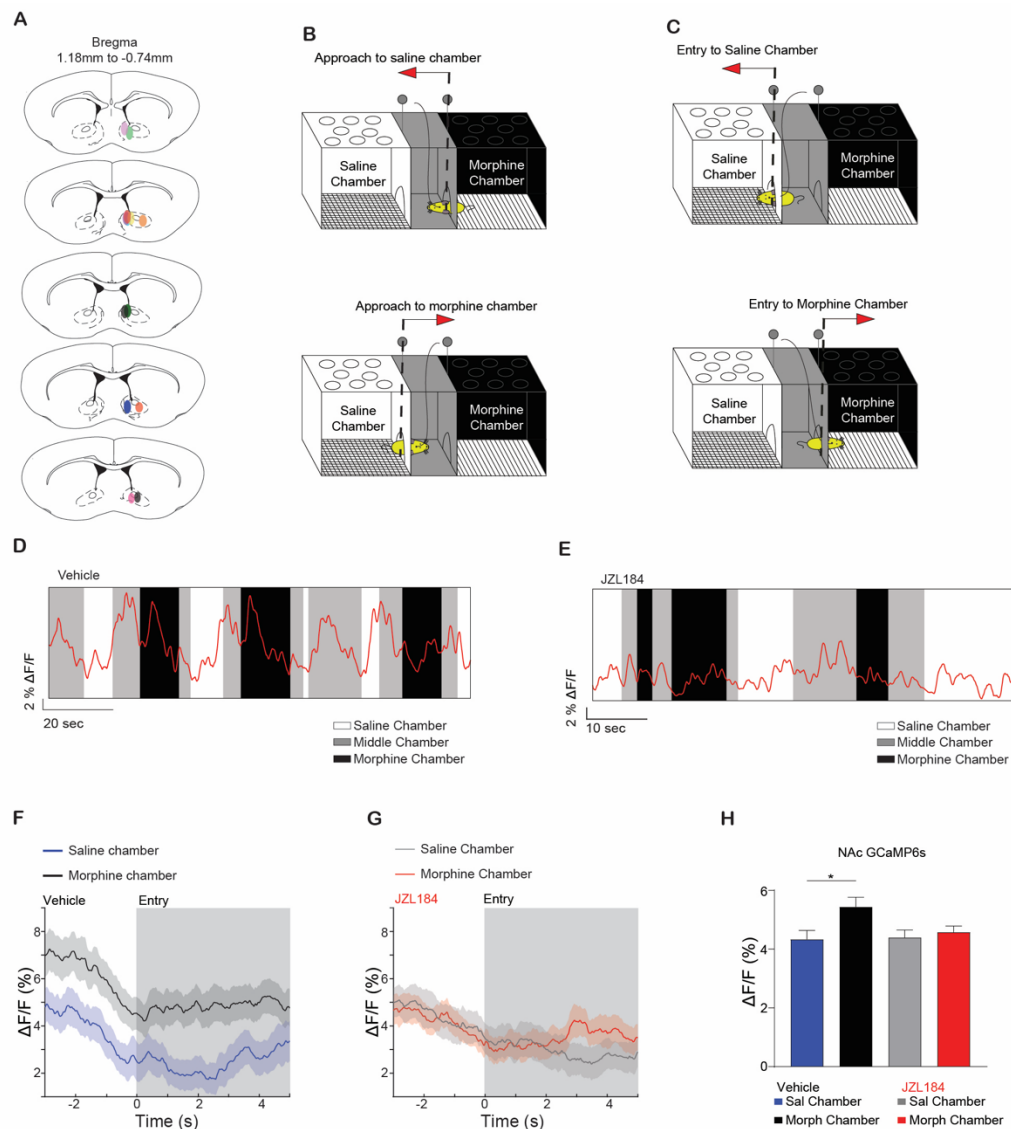 A
Bregma
1.18mm to -0.74mm
B
Approach to saline chamber
Saline
Chamber
Morphine
Chamber
Approach to morphine chamber
Saline
Chamber
Morphine
Chamber
C
Entry to Saline Chamber
Saline
Chamber
Morphine
Chamber
Entry to Morphine Chamber
Saline
Chamber
Morphine
Chamber
D
Vehicle
2 % ΔF/F
20 sec
Saline Chamber
Middle Chamber
Morphine Chamber
E
JZL184
2 % ΔF/F
10 sec
Saline Chamber
Middle Chamber
Morphine Chamber
F
Saline chamber
Morphine chamber
Vehicle
Entry
ΔF/F (%)
8
6
4
2
-2
0
2
4
Time (s)
G
Saline Chamber
Morphine Chamber
JZL184
Entry
ΔF/F (%)
8
6
4
2
-2
0
2
4
Time (s)
H
NAc GCaMP6s
*
ΔF/F (%)
6
4
2
0
Vehicle
Sal Chamber
Morph Chamber
JZL184
Sal Chamber
Morph Chamber